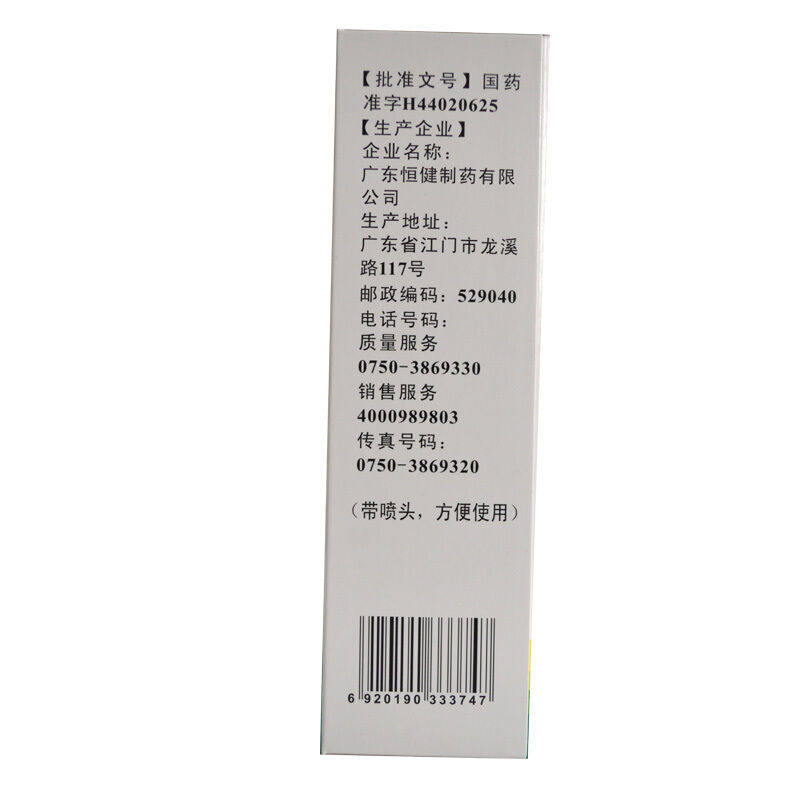 【批准文号】国药
准字H44020625
【生产企业】
企业名称：
广东恒健制药有限
公司
生产地址：
广东省江门市龙溪
路117号
邮政编码：529040
电话号码：
质量服务
0750-3869330
销售服务
4000989803
传真号码：
0750-3869320
（带喷头，方便使用）
6 920190 333747